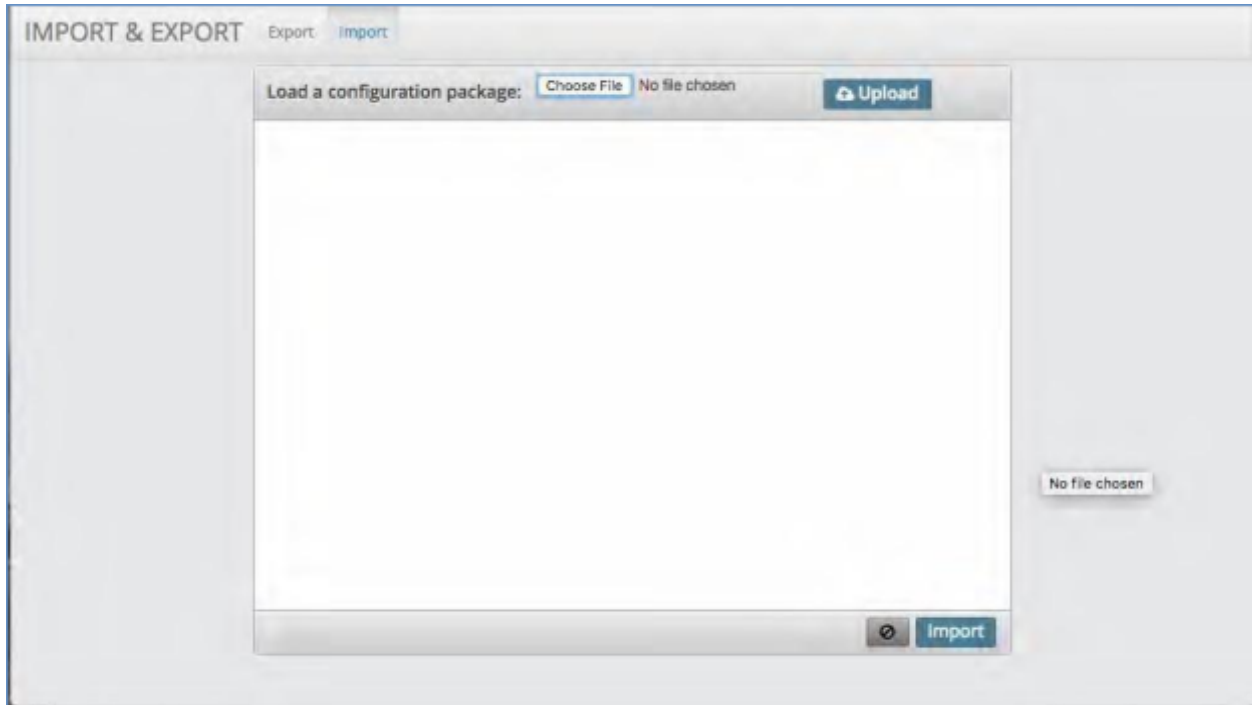 IMPORT & EXPORT Export Import
Load a configuration package: Choose File No file chosen Upload
No file chosen
Import